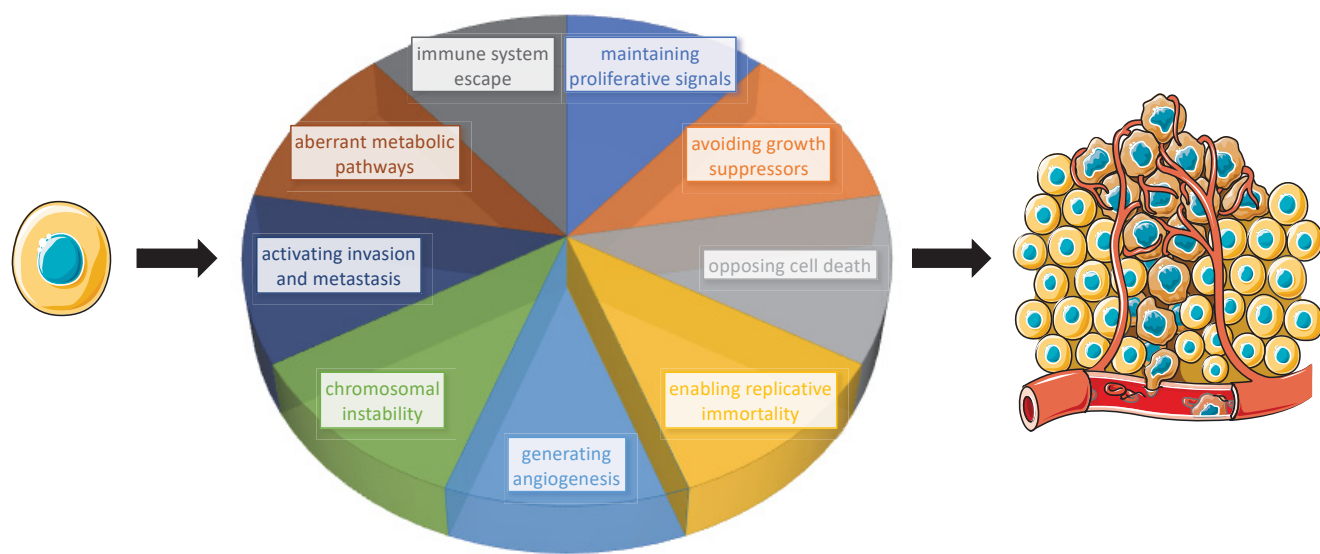 immune system
escape
maintaining
proliferative signals
aberrant metabolic
pathways
avoiding growth
suppressors
activating invasion
and metastasis
opposing cell death
chromosomal
instability
enabling replicative
immortality
generating
angiogenesis